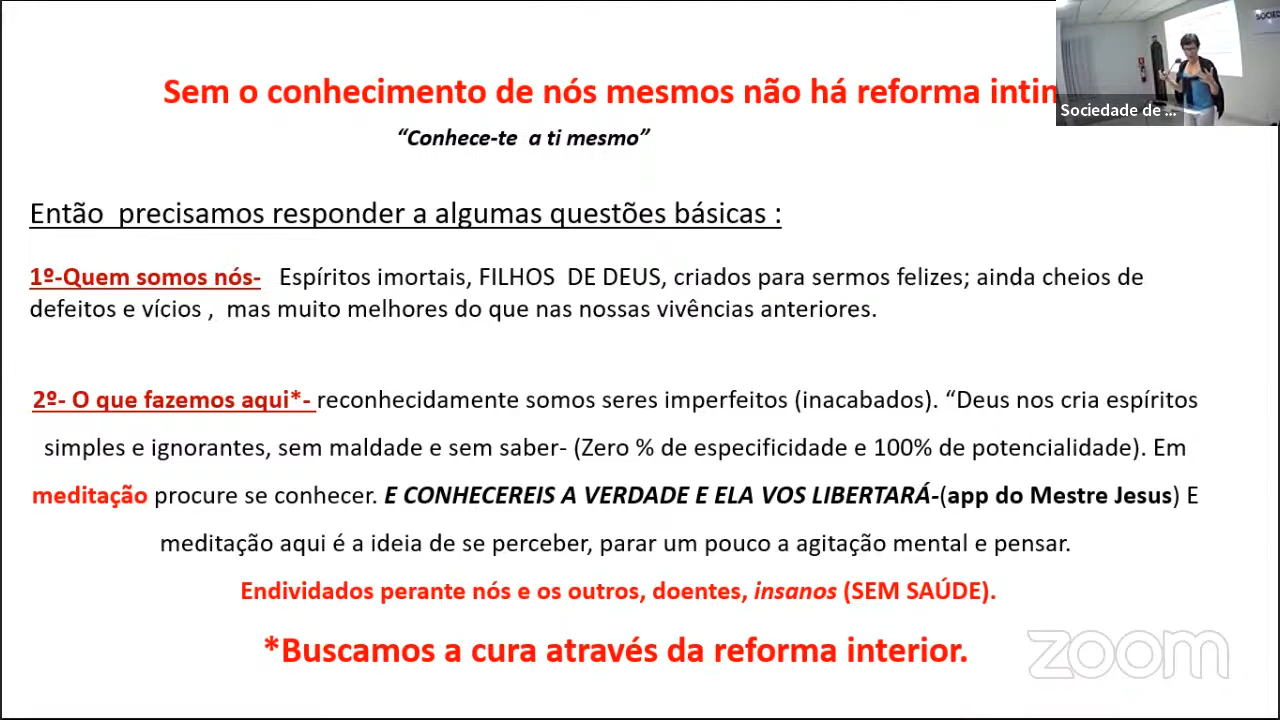 Sem o conhecimento de nós mesmos não há reforma intin
“Conhece-te a ti mesmo”
Sociedade de ...
Então precisamos responder a algumas questões básicas :
1º-Quem somos nós- Espíritos imortais, FILHOS DE DEUS, criados para sermos felizes; ainda cheios de
defeitos e vícios , mas muito melhores do que nas nossas vivências anteriores.
2º- O que fazemos aqui*- reconhecidamente somos seres imperfeitos (inacabados). “Deus nos cria espíritos
simples e ignorantes, sem maldade e sem saber- (Zero % de especificidade e 100% de potencialidade). Em
meditação procure se conhecer. E CONHECEREIS A VERDADE E ELA VOS LIBERTARÁ-(app do Mestre Jesus) E
meditação aqui é a ideia de se perceber, parar um pouco a agitação mental e pensar.
Endividados perante nós e os outros, doentes, insanos (SEM SAÚDE).
*Buscamos a cura através da reforma interior.
zoom